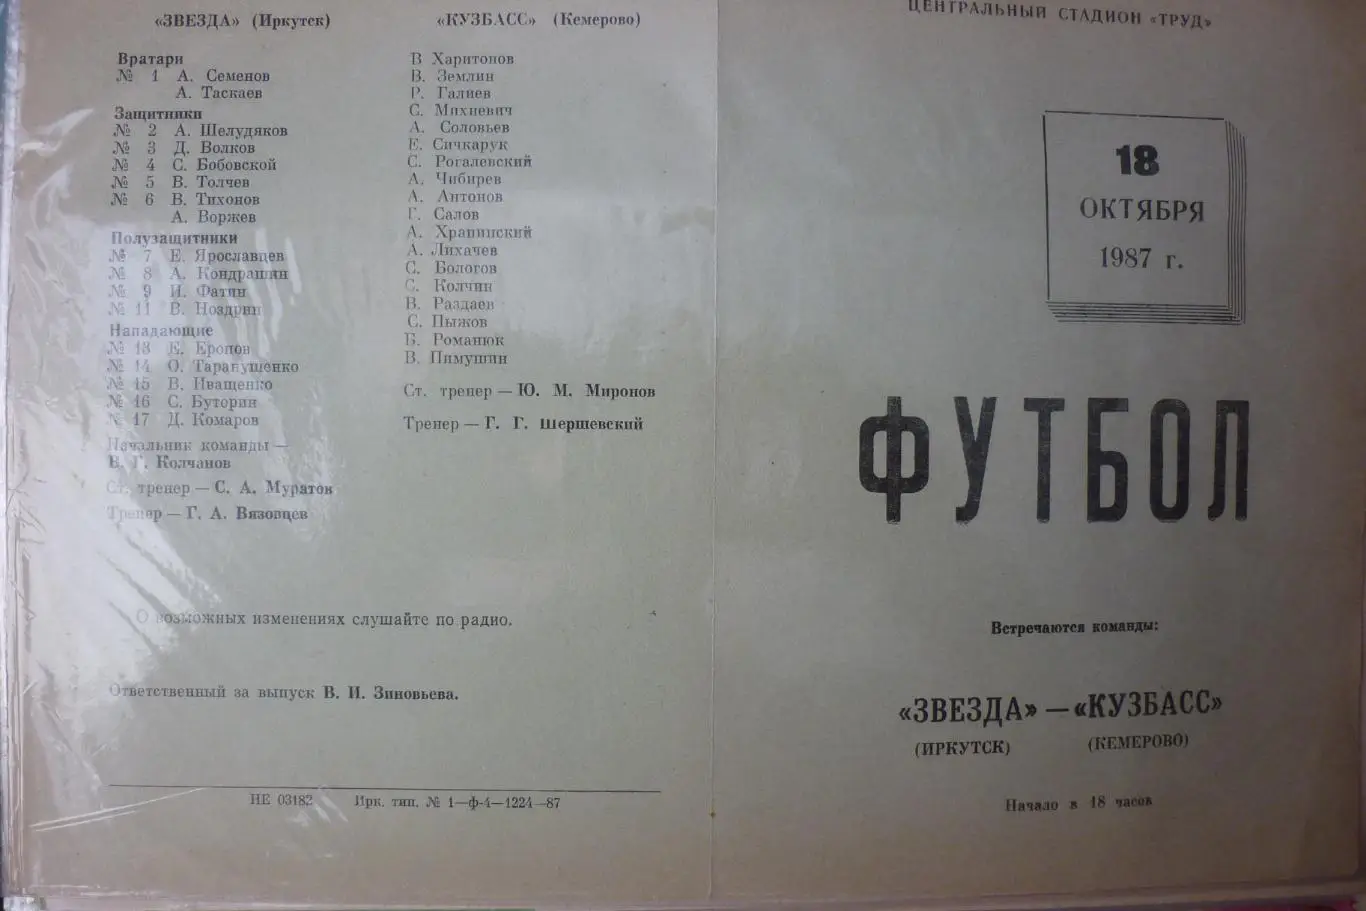 «ЗВЕЗДА» (Иркутск)
Вратари
№ 1 А. Семенов
А. Таскаев
Защитники
№ 2 А. Шелудяков
№ 3 Д. Волков
№ 4 С. Бобовской
№ 5 В. Толчев
№ 6 В. Тихонов
А. Воржев
Полузащитники
№ 7 Е. Ярославцев
№ 8 А. Кондрашин
№ 9 И. Фатин
№ 11 В. Ноздрин
Нападающие
№ 13 Е. Еропов
№ 14 О. Таранушенко
№ 15 В. Иващенко
№ 16 С. Буторин
№ 17 Д. Комаров
Начальник команды —
В. Г. Колчанов
Ст. тренер — С. А. Муратов
Тренер — Г. А. Вязовцев
«КУЗБАСС» (Кемерово)
В Харитонов
В. Землин
Р. Галиев
С. Михневич
А. Соловьев
Е. Сичкарук
С. Рогалевский
А. Чибирев
А. Антонов
Г. Салов
А. Храпинский
А. Лихачев
С. Бологов
С. Колчин
В. Раздаев
С. Пыжов
Б. Романюк
В. Пимушин
Ст. тренер — Ю. М. Миронов
Тренер — Г. Г. Шершевский
О возможных изменениях слушайте по радио.
Ответственный за выпуск В. И. Зиновьева.
НЕ 03182 Ирк. тип. № 1—ф-4—1224—87
ЦЕНТРАЛЬНЫЙ СТАДИОН «ТРУД»
18
ОКТЯБРЯ
1987 г.
ФУТБОЛ
Встречаются команды:
«ЗВЕЗДА» — «КУЗБАСС»
(ИРКУТСК) (КЕМЕРОВО)
Начало в 18 часов